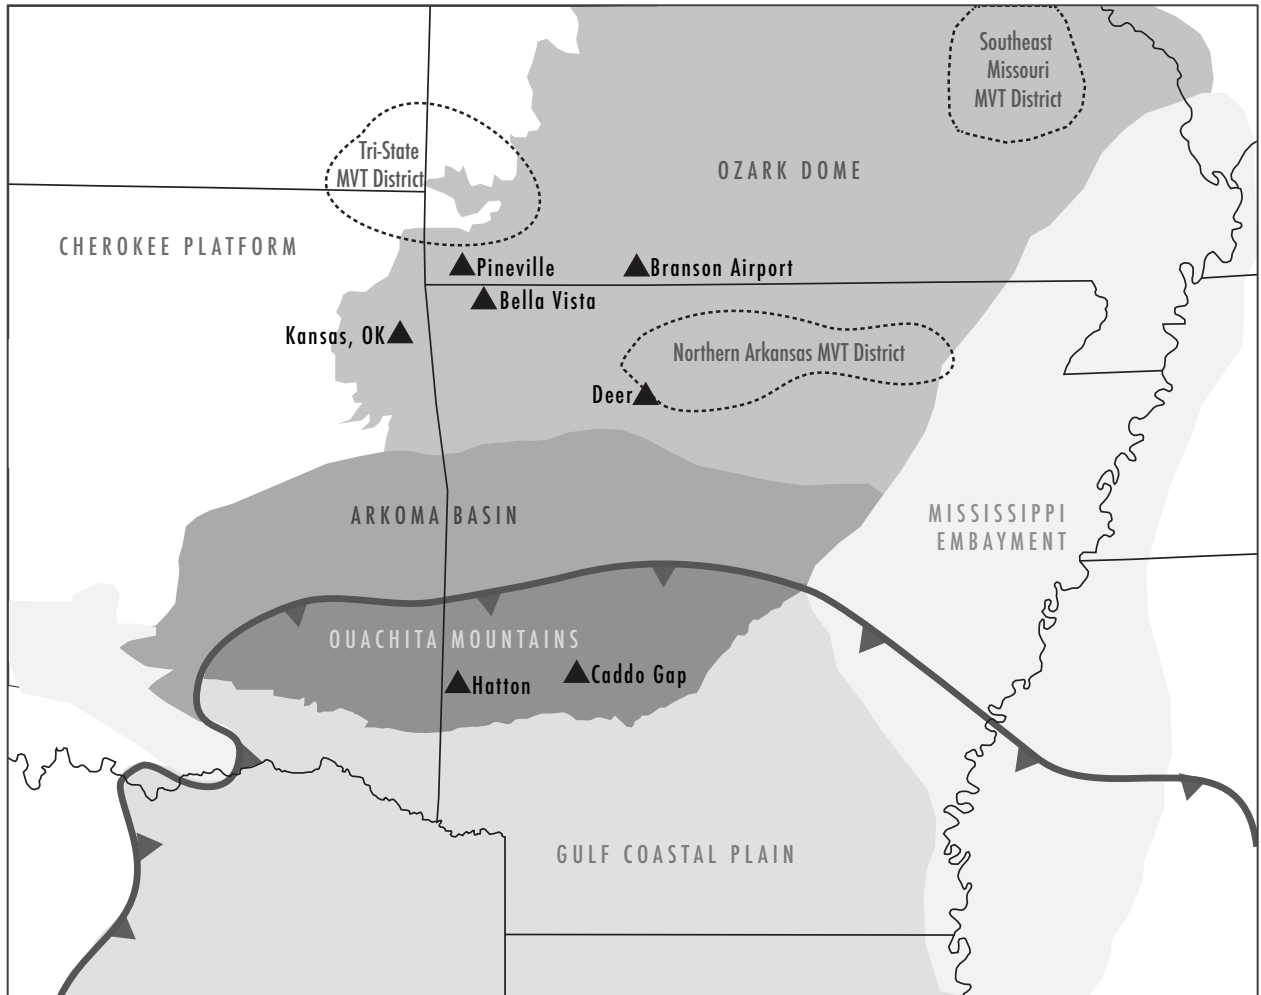 Southeast
Missouri
MVT District
Tri-State
MVT District
OZARK DOME
CHEROKEE PLATFORM
Pineville
Branson Airport
Bella Vista
Kansas, OK
Northern Arkansas MVT District
Deer
ARKOMA BASIN
MISSISSIPPI
EMBAYMENT
OUACHITA MOUNTAINS
Hatton
Caddo Gap
GULF COASTAL PLAIN